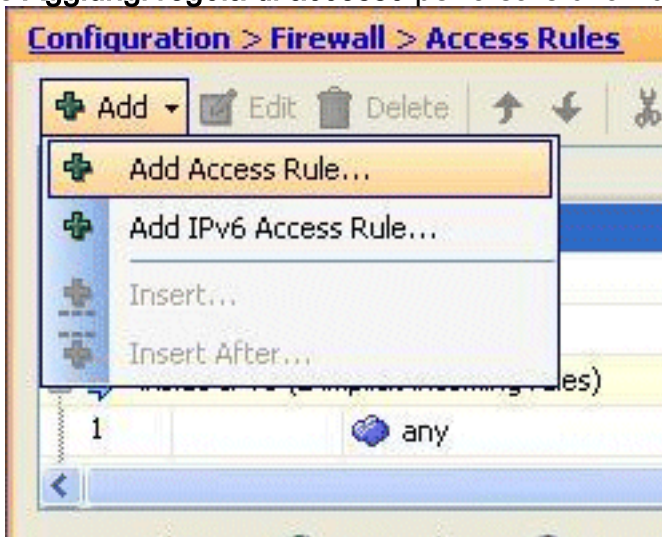 Configuration > Firewall > Access Rules
Add Edit Delete
Add Access Rule...
Add IPv6 Access Rule...
Insert...
Insert After...
rules)
1 any